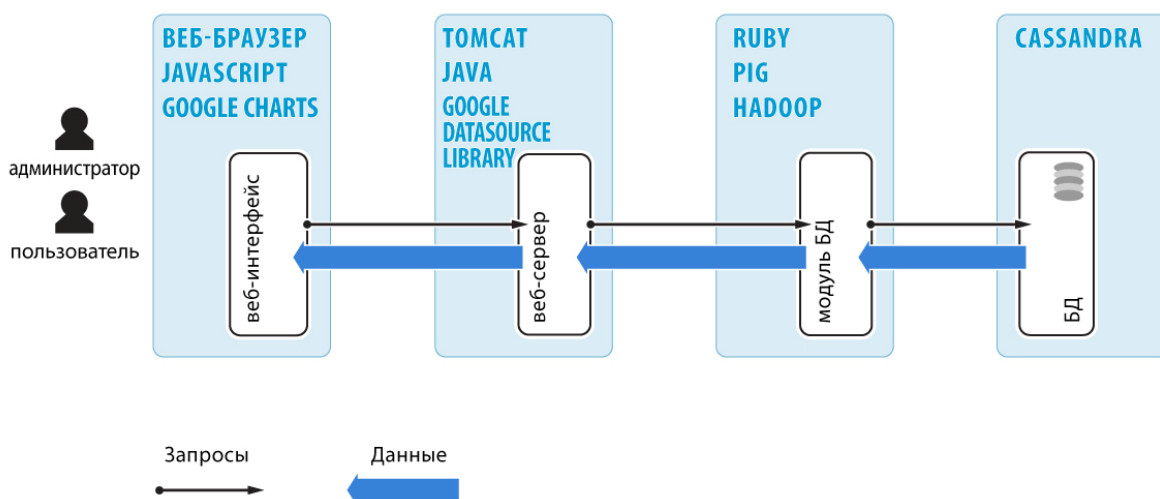 ВЕБ-БРАУЗЕР
JAVASCRIPT
GOOGLE CHARTS
TOMCAT
JAVA
GOOGLE
DATASOURCE
LIBRARY
RUBY
PIG
HADOOP
CASSANDRA
администратор
пользователь
веб-интерфейс
веб-сервер
модуль БД
БД
Запросы
Данные